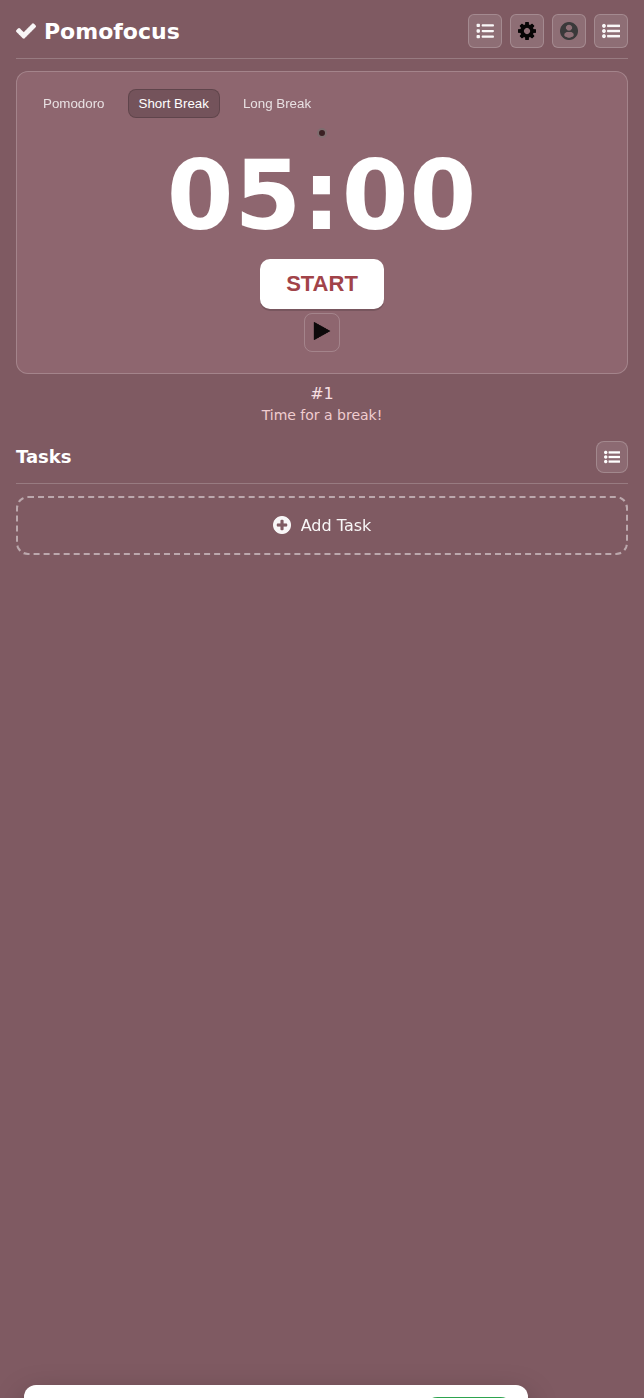 Pomofocus
Pomodoro Short Break Long Break
05:00
START
#1
Time for a break!
Tasks
Add Task